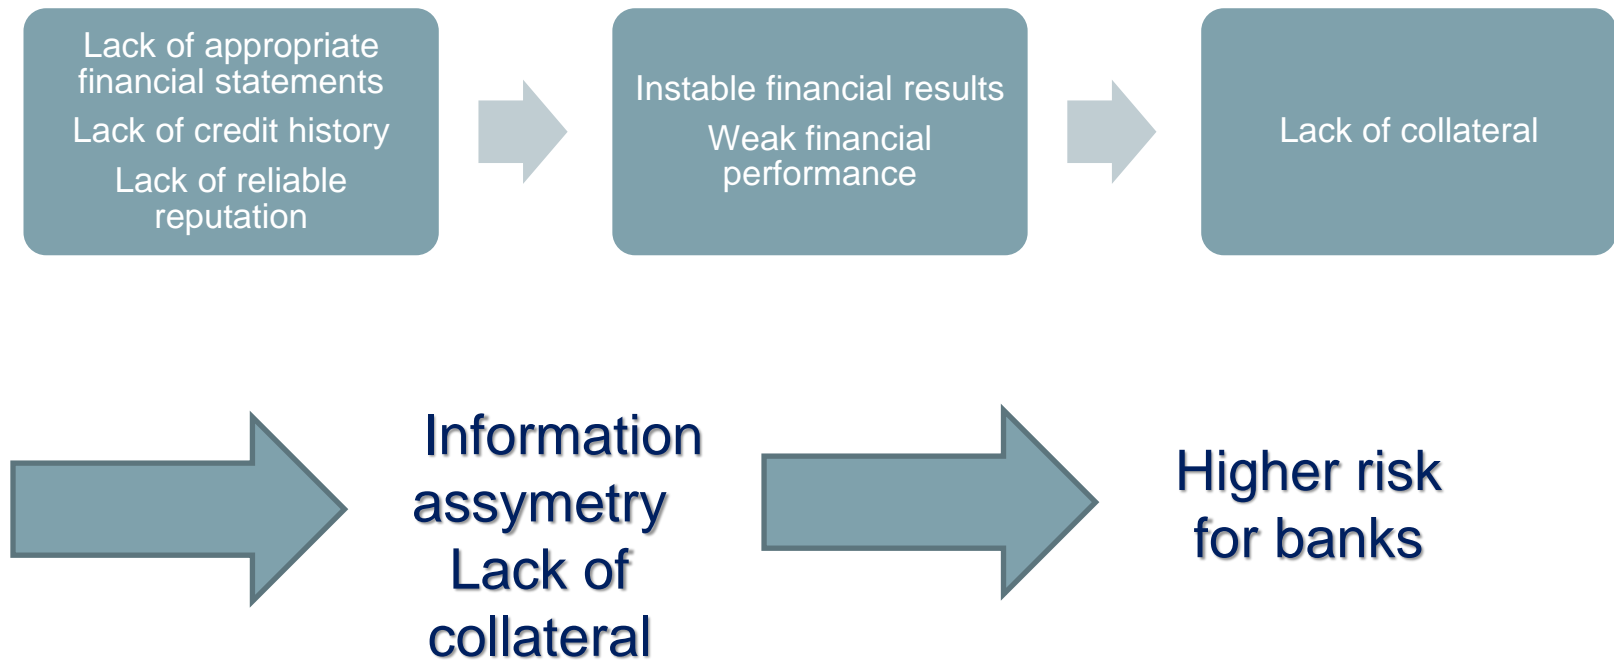 Lack of appropriate
financial statements
Lack of credit history
Lack of reliable
reputation
Instable financial results
Weak financial
performance
Lack of collateral
Information
assymetry
Lack of
collateral
Higher risk
for banks